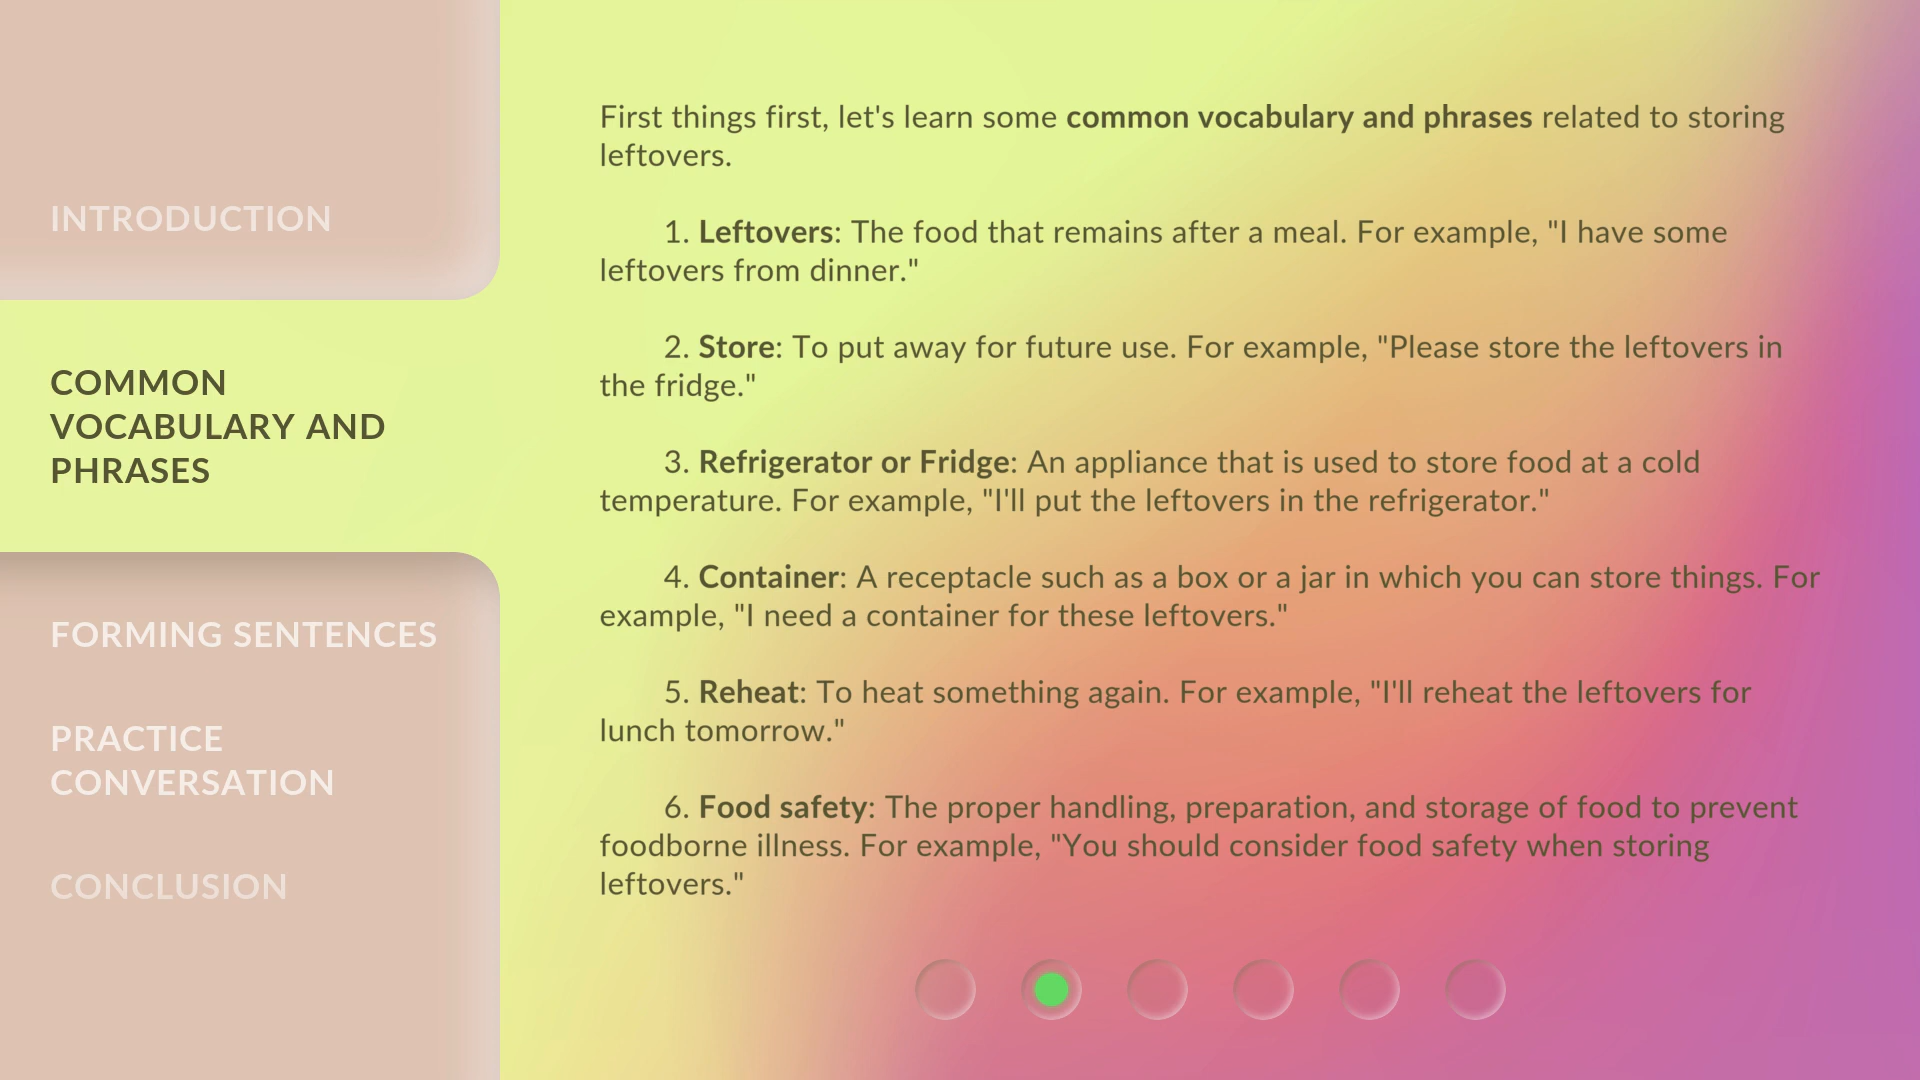 INTRODUCTION
COMMON
VOCABULARY AND
PHRASES
FORMING SENTENCES
PRACTICE
CONVERSATION
CONCLUSION
First things first, let's learn some common vocabulary and phrases related to storing
leftovers.
1. Leftovers: The food that remains after a meal. For example, "I have some
leftovers from dinner."
2. Store: To put away for future use. For example, "Please store the leftovers in
the fridge."
3. Refrigerator or Fridge: An appliance that is used to store food at a cold
temperature. For example, "I'll put the leftovers in the refrigerator."
4. Container: A receptacle such as a box or a jar in which you can store things. For
example, "I need a container for these leftovers."
5. Reheat: To heat something again. For example, "I'll reheat the leftovers for
lunch tomorrow."
6. Food safety: The proper handling, preparation, and storage of food to prevent
foodborne illness. For example, "You should consider food safety when storing
leftovers."